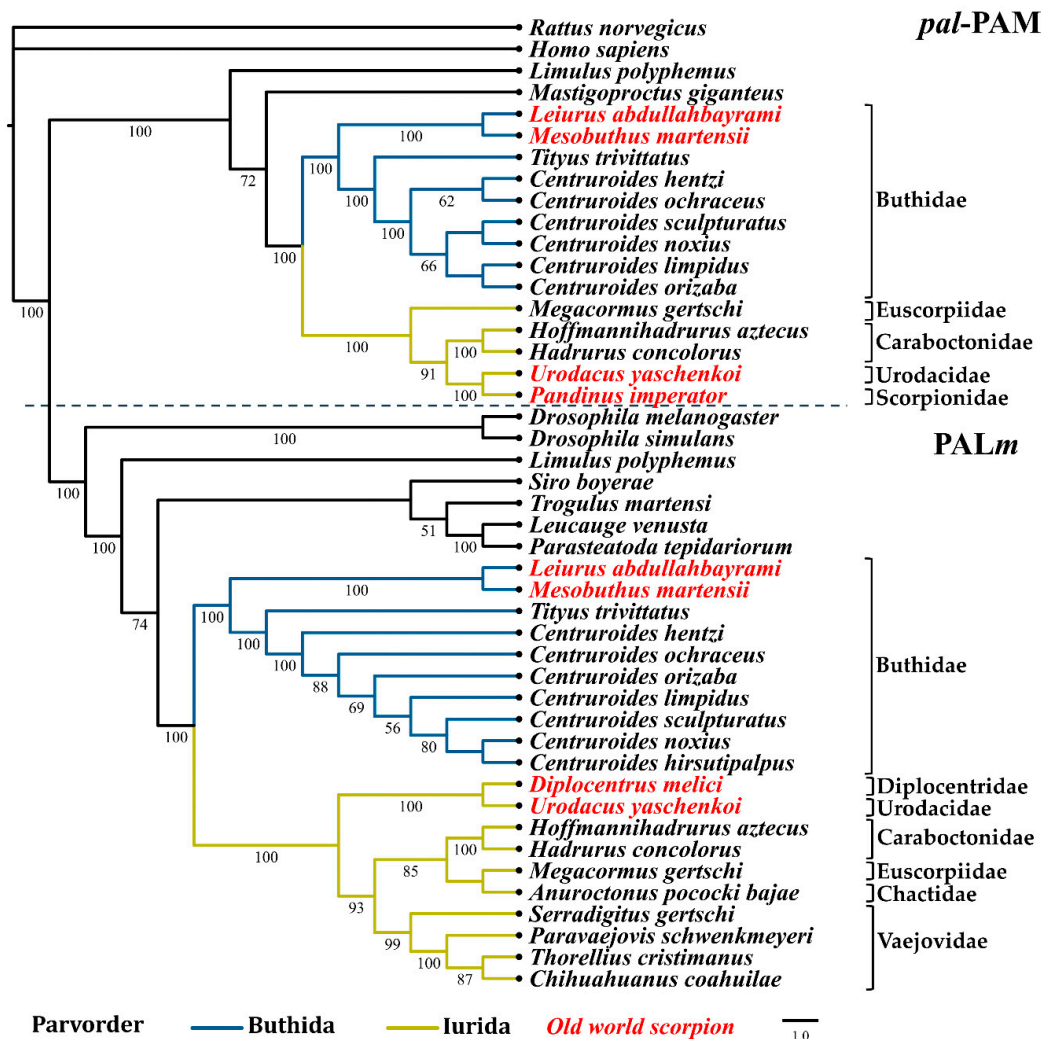 pal-PAM
Rattus norvegicus
Homo sapiens
Limulus polyphemus
Mastigoproctus giganteus
100
Leiurus abdullahbayrami
100
Mesobuthus martensii
Tityus trivittatus
100
72
Centruroides hentzi
100
62
Centruroides ochraceus
Buthidae
Centruroides sculpturatus
100
Centruroides noxius
100
66
Centruroides limpidus
Centruroides orizaba
100
Megacormus gertschi
Euscorpiidae
Hoffmannihadrurus aztecus
100
100
Hadrurus concolorus
Caraboctonidae
91
Urodacus yaschenkoi
Urodacidae
100
Pandinus imperator
Scorpionidae
Drosophila melanogaster
100
Drosophila simulans
PALm
Limulus polyphemus
100
Siro boyerae
Trogulus martensi
51
Leucauge venusta
100
100
Parasteatoda tepidariorum
Leiurus abdullahbayrami
100
Mesobuthus martensii
74
100
Tityus trivittatus
100
Centruroides hentzi
100
Centruroides ochraceus
Buthidae
88
Centruroides orizaba
69
Centruroides limpidus
56
Centruroides sculpturatus
100
80
Centruroides noxius
Centruroides hirsutipalpus
Diplocentrus melici
Diplocentridae
100
Urodacus yaschenkoi
Urodacidae
Hoffmannihadrurus aztecus
100
100
Hadrurus concolorus
Caraboctonidae
85
Megacormus gertschi
Euscorpiidae
Anuroctonus pococki bajae
Chactidae
93
Serradigitus gertschi
99
Paravaejovis schwenkmeyeri
Vaejovidae
100
Thorellius cristimanus
87
Chihuahuanus coahuilae
Parvorder Buthida Iurida Old world scorpion
1.0